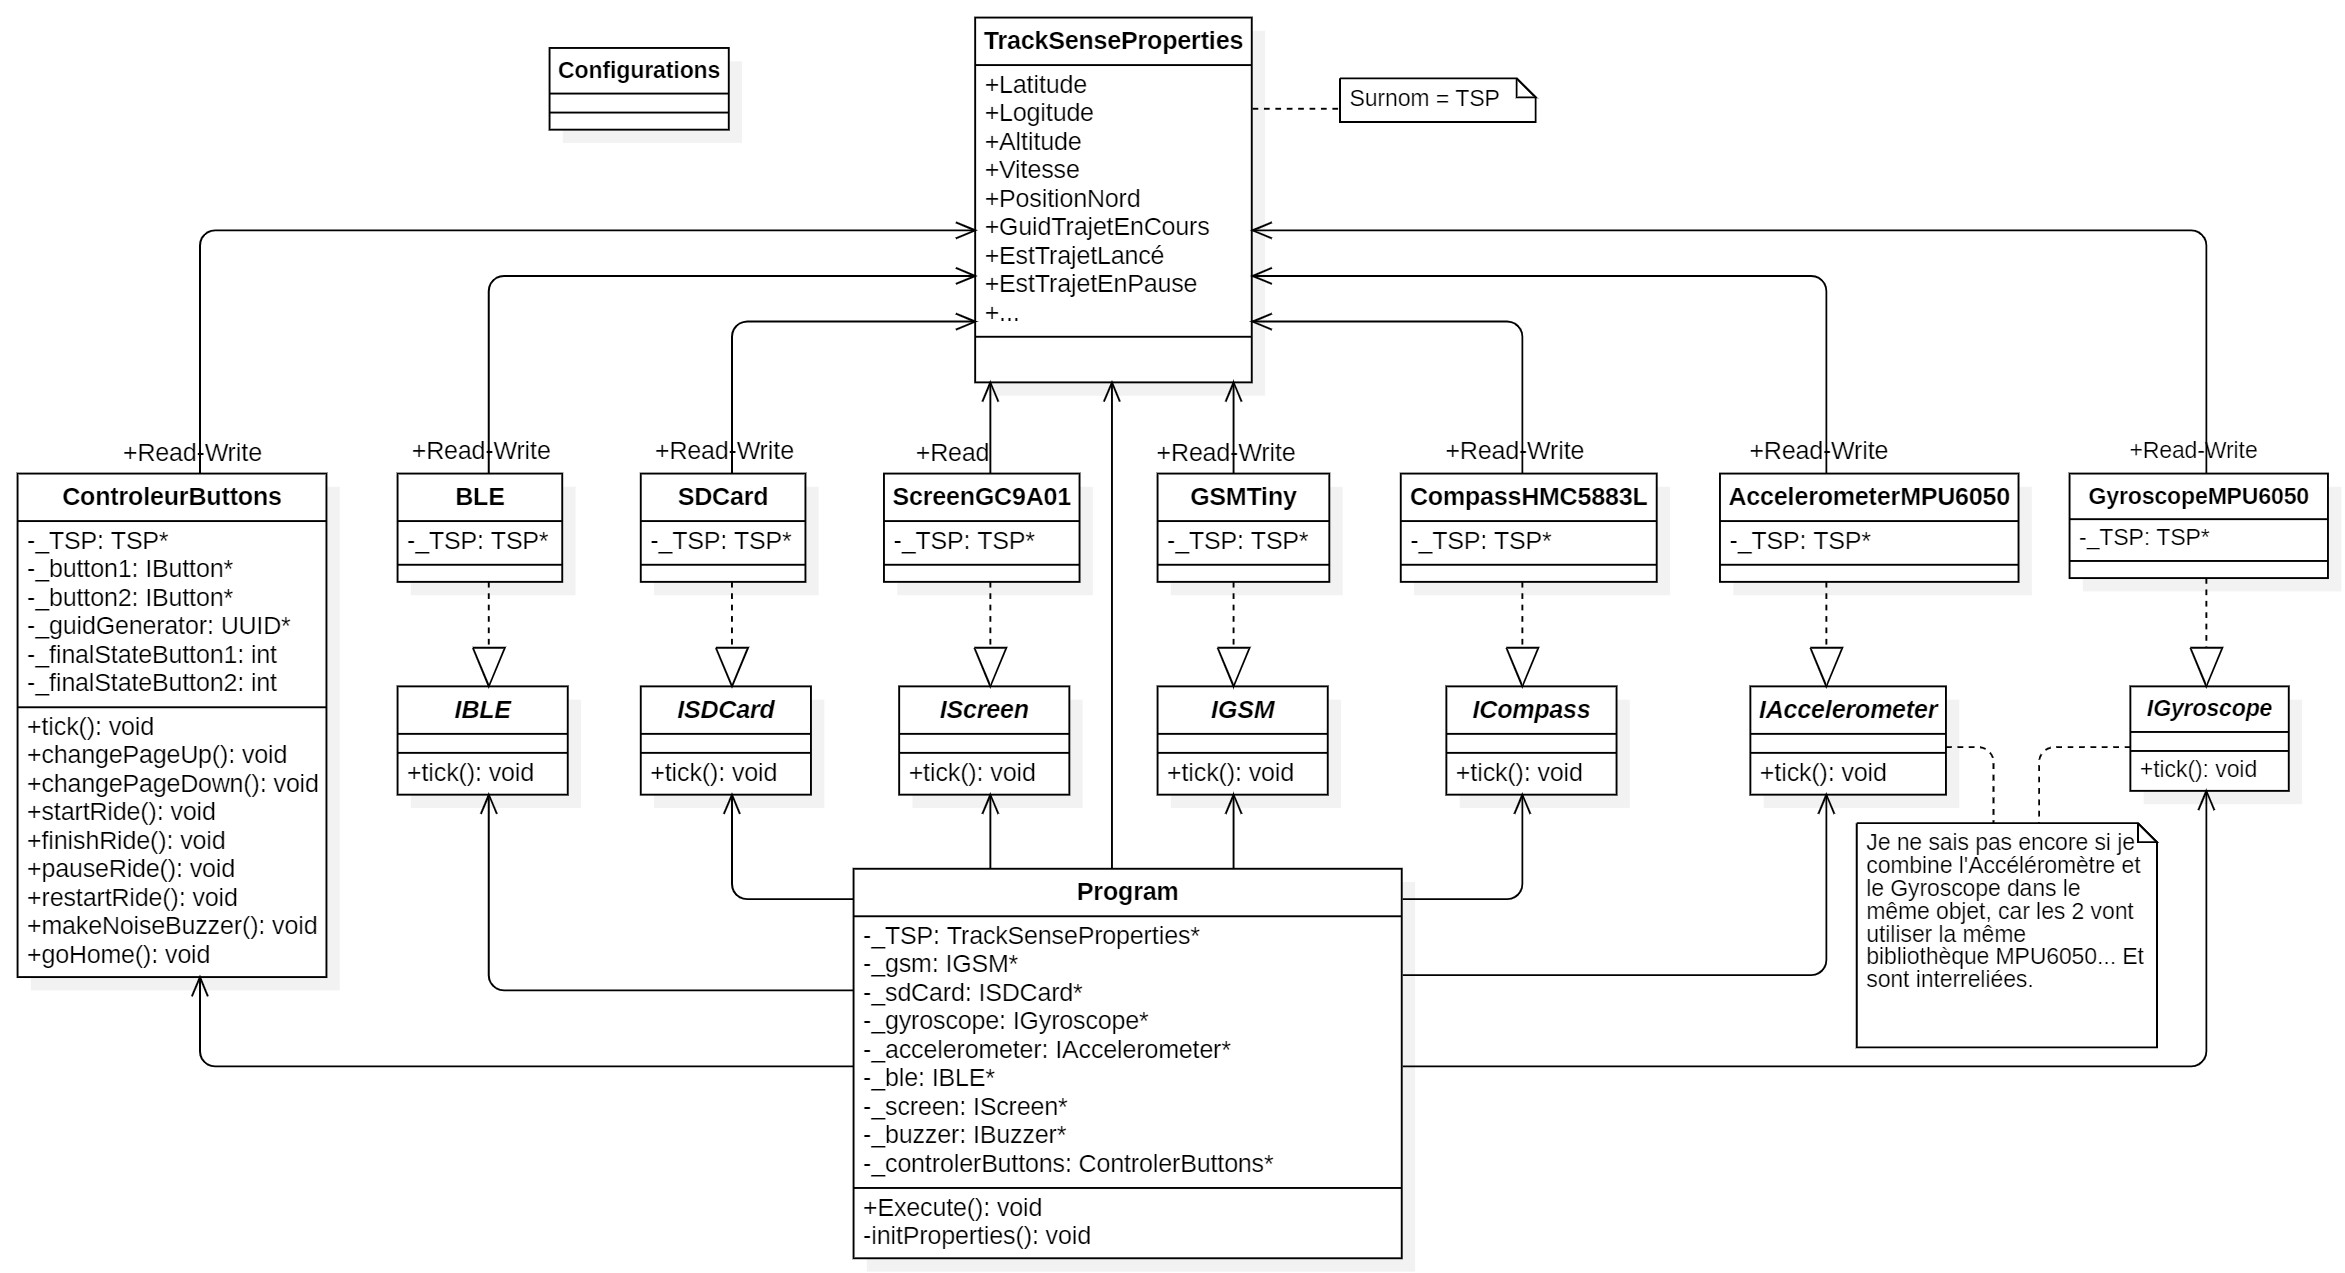 TrackSenseProperties
+Latitude
+Logitude
+Altitude
+Vitesse
+PositionNord
+GuidTrajetEnCours
+EstTrajetLancé
+EstTrajetEnPause
+...
Configurations
Surnom = TSP
+Read-Write
ControleurButtons
-_TSP: TSP*
-_button1: IButton*
-_button2: IButton*
-_guidGenerator: UUID*
-_finalStateButton1: int
-_finalStateButton2: int
+tick(): void
+changePageUp(): void
+changePageDown(): void
+startRide(): void
+finishRide(): void
+pauseRide(): void
+restartRide(): void
+makeNoiseBuzzer(): void
+goHome(): void
+Read-Write
BLE
-_TSP: TSP*
+Read-Write
SDCard
-_TSP: TSP*
+Read
ScreenGC9A01
-_TSP: TSP*
+Read-Write
GSMTiny
-_TSP: TSP*
+Read-Write
CompassHMC5883L
-_TSP: TSP*
+Read-Write
AccelerometerMPU6050
-_TSP: TSP*
+Read-Write
GyroscopeMPU6050
-_TSP: TSP*
IBLE
+tick(): void
ISDCard
+tick(): void
IScreen
+tick(): void
IGSM
+tick(): void
ICompass
+tick(): void
IAccelerometer
+tick(): void
IGyroscope
+tick(): void
Je ne sais pas encore si je
combine l'Accéléromètre et
le Gyroscope dans le
même objet, car les 2 vont
utiliser la même
bibliothèque MPU6050... Et
sont interreliées.
Program
-_TSP: TrackSenseProperties*
-_gsm: IGSM*
-_sdCard: ISDCard*
-_gyroscope: IGyroscope*
-_accelerometer: IAccelerometer*
-_ble: IBLE*
-_screen: IScreen*
-_buzzer: IBuzzer*
-_controlerButtons: ControlerButtons*
+Execute(): void
-initProperties(): void